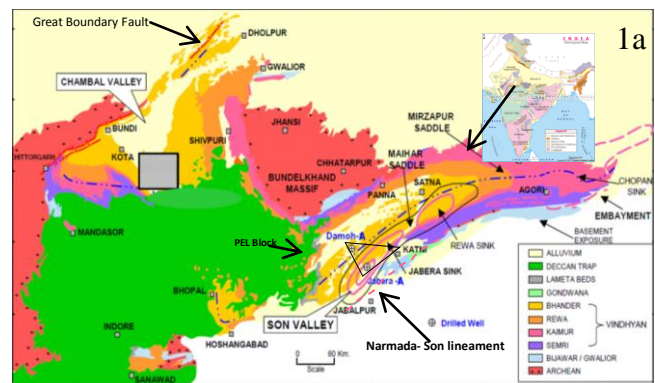 Great Boundary Fault
1a
DHOLPUR
GWALIOR
I N D I A
CHAMBAL VALLEY
BUNDI
KOTA
SHIVPURI
JHANSI
MIRZAPUR
SADDLE
HITTORGARH
BUNDELKHAND
MASSIF
CHHATARPUR
MAIHAR
SADDLE
PANNA
SATNA
AGORI
CHOPAN
SINK
EMBAYMENT
MANDASOR
PEL Block
Damoh-A
KATNI
REWA SINK
BASEMENT
EXPOSURE
JABERA SINK
Jabera -A
BHOPAL
JABALPUR
SON VALLEY
INDORE
HOSHANGABAD
Narmada- Son lineament
Drilled Well
0
60 Km.
Scale
SANAWAD
ALLUVIUM
DECCAN TRAP
LAMETA BEDS
GONDWANA
BHANDER
REWA
KAIMUR
SEMRI
VINDHYAN
BIJAWAR / GWALIOR
ARCHEAN